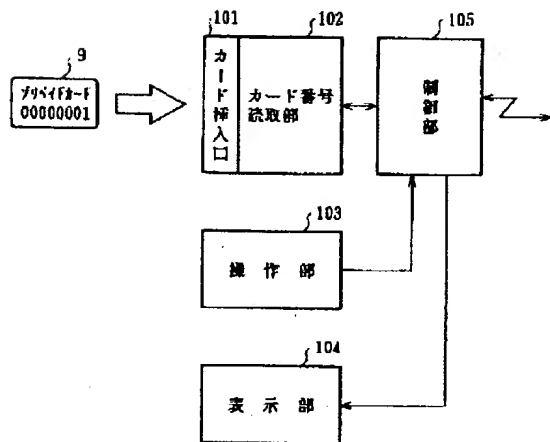 9
プリペイドカード
00000001
101
カード挿入口
102
カード番号
読取部
105
制御部
103
操作部
104
表示部